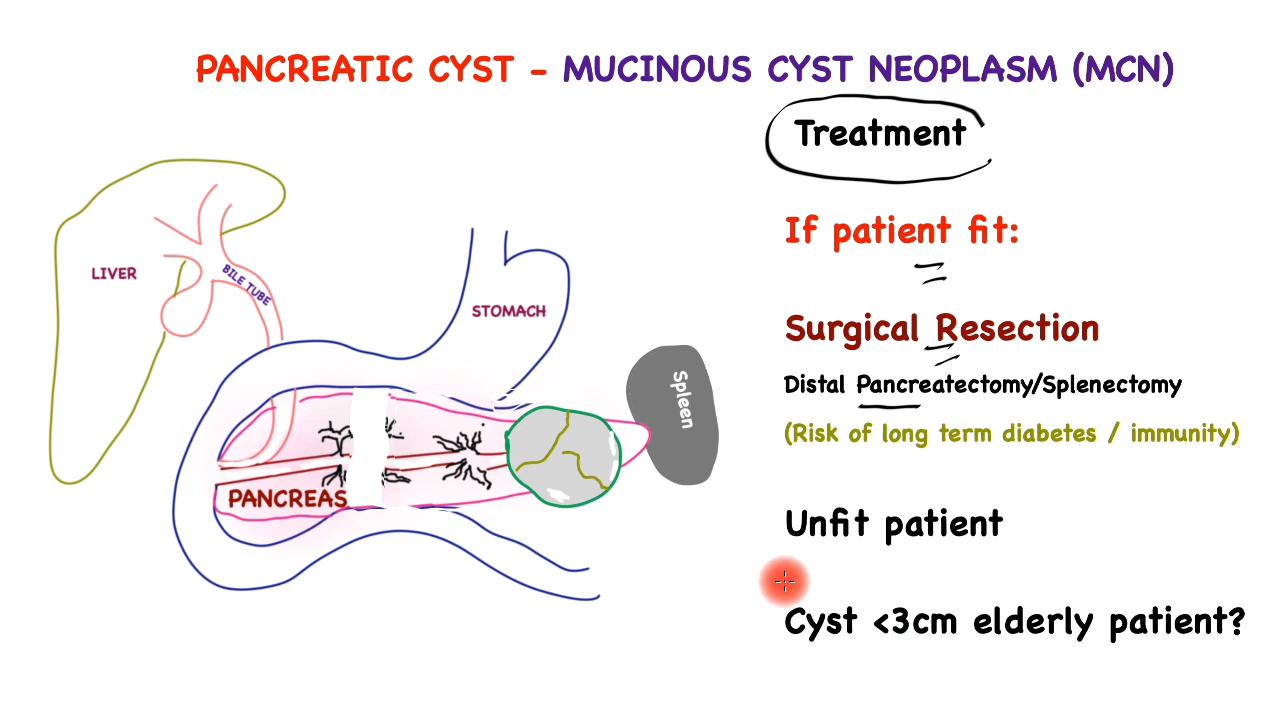 PANCREATIC CYST - MUCINOUS CYST NEOPLASM (MCN)
Treatment
If patient fit:
LIVER
BILE TUBE
STOMACH
Surgical Resection
Spleen
Distal Pancreatectomy/Splenectomy
(Risk of long term diabetes / immunity)
PANCREAS
Unfit patient
Cyst <3cm elderly patient?